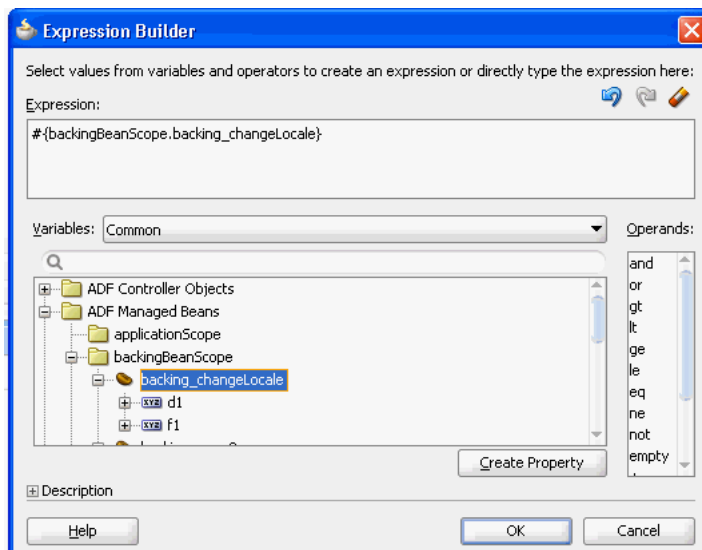 Expression Builder
Select values from variables and operators to create an expression or directly type the expression here:
Expression:
#{backingBeanScope.backing_changeLocale}
Variables: Common
Operands:
ADF Controller Objects
ADF Managed Beans
applicationScope
backingBeanScope
backing_changeLocale
xyz d1
xyz f1
and
or
gt
lt
ge
le
eq
ne
not
empty
Create Property
Description
Help
OK
Cancel